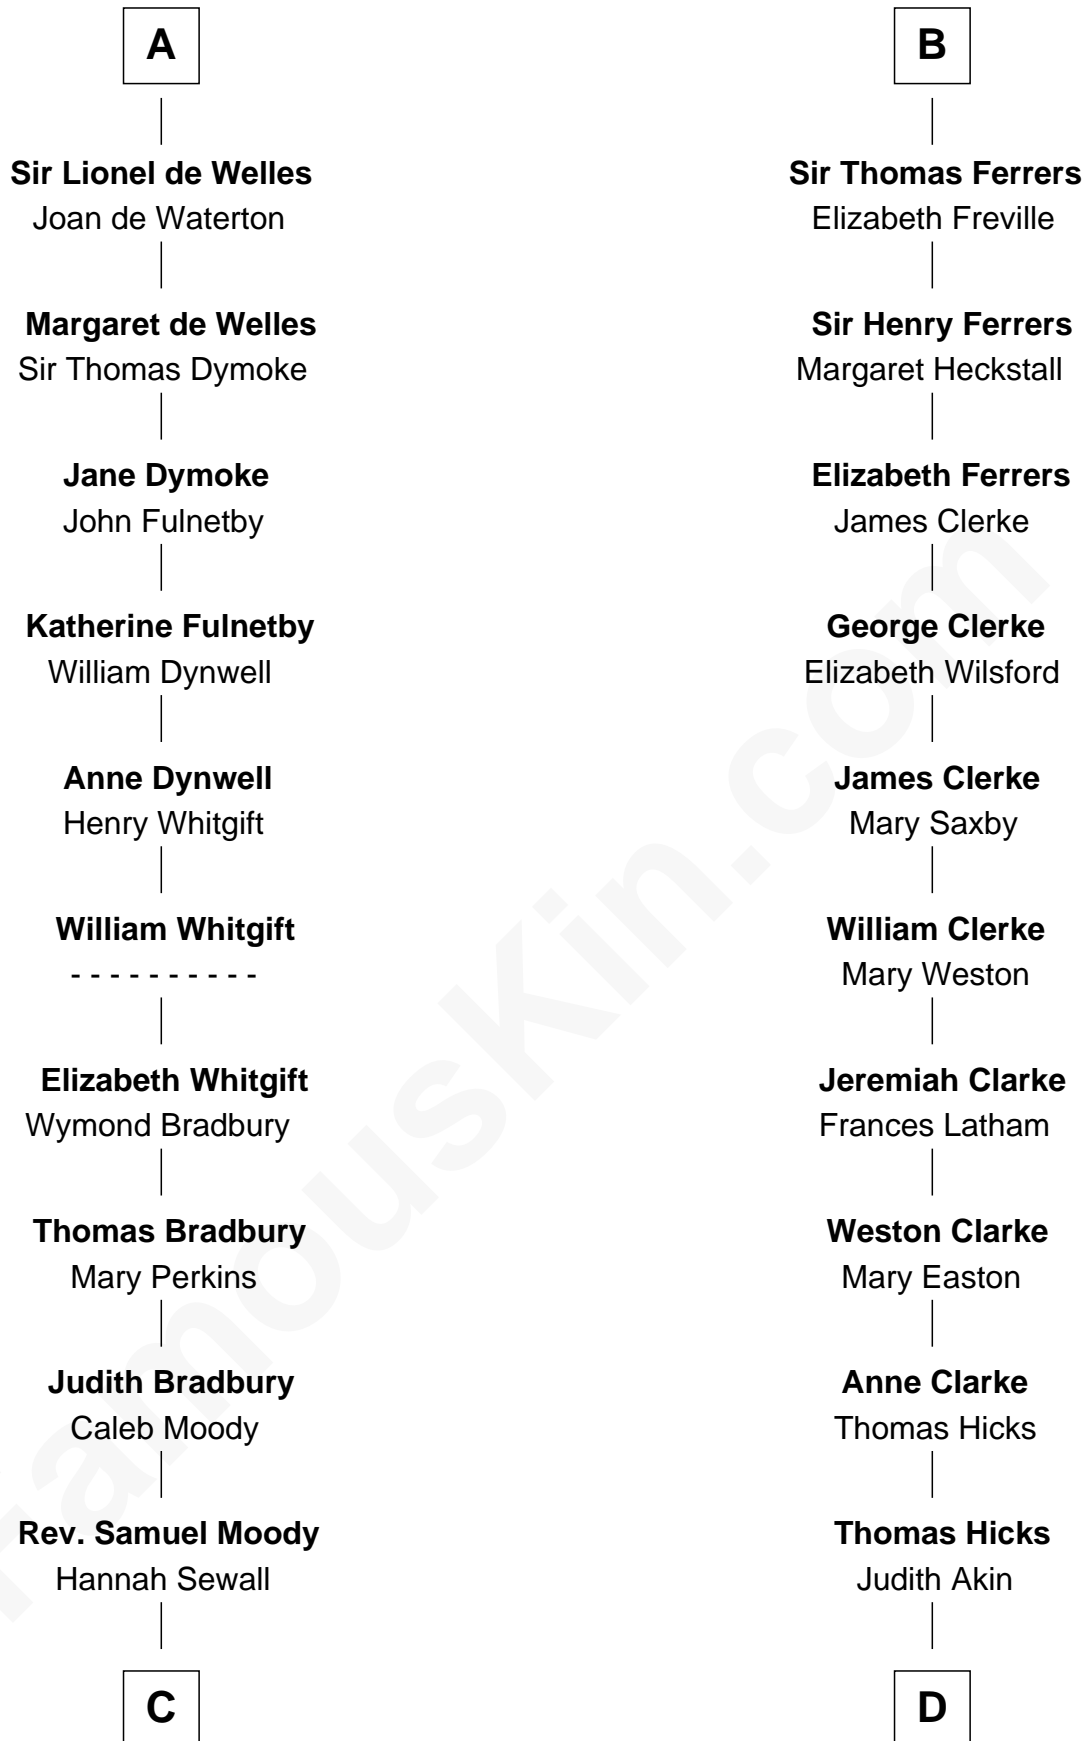 A
Sir Lionel de Welles
Joan de Waterton
Margaret de Welles
Sir Thomas Dymoke
Jane Dymoke
John Fulnetby
Katherine Fulnetby
William Dynwell
Anne Dynwell
Henry Whitgift
William Whitgift
- - - - - - - - - -
Elizabeth Whitgift
Wymond Bradbury
Thomas Bradbury
Mary Perkins
Judith Bradbury
Caleb Moody
Rev. Samuel Moody
Hannah Sewall
C
B
Sir Thomas Ferrers
Elizabeth Freville
Sir Henry Ferrers
Margaret Heckstall
Elizabeth Ferrers
James Clerke
George Clerke
Elizabeth Wilsford
James Clerke
Mary Saxby
William Clerke
Mary Weston
Jeremiah Clarke
Frances Latham
Weston Clarke
Mary Easton
Anne Clarke
Thomas Hicks
Thomas Hicks
Judith Akin
D
FamousKin.com